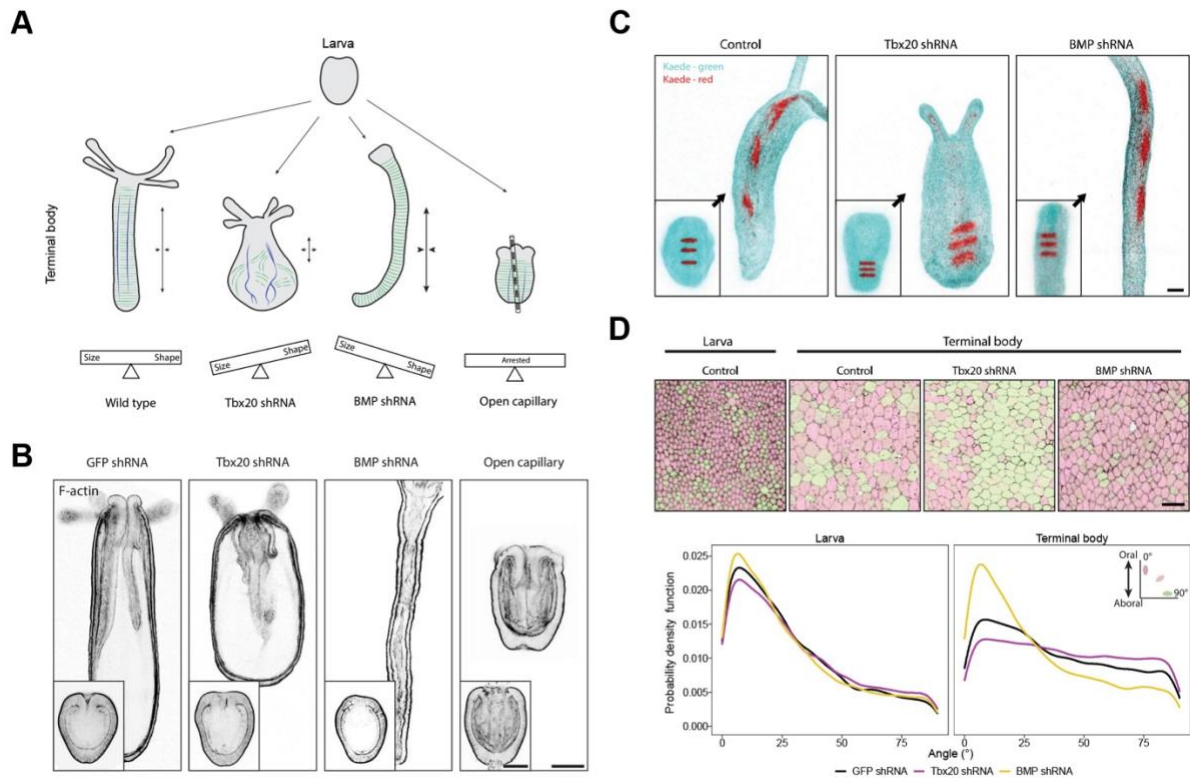 A
Larva
Terminal body
Size Shape
Size Shape
Size Shape
Arrested
Wild type
Tbx20 shRNA
BMP shRNA
Open capillary
B
GFP shRNA
Tbx20 shRNA
BMP shRNA
Open capillary
F-actin
C
Control
Tbx20 shRNA
BMP shRNA
Kaede - green
Kaede - red
D
Larva
Terminal body
Control
Control
Tbx20 shRNA
BMP shRNA
Larva
Terminal body
Probability density function
0.025
0.020
0.015
0.010
0.005
0.000
Oral
0°
Aboral
90°
0 25 50 75
0 25 50 75
Angle (°)
GFP shRNA Tbx20 shRNA BMP shRNA